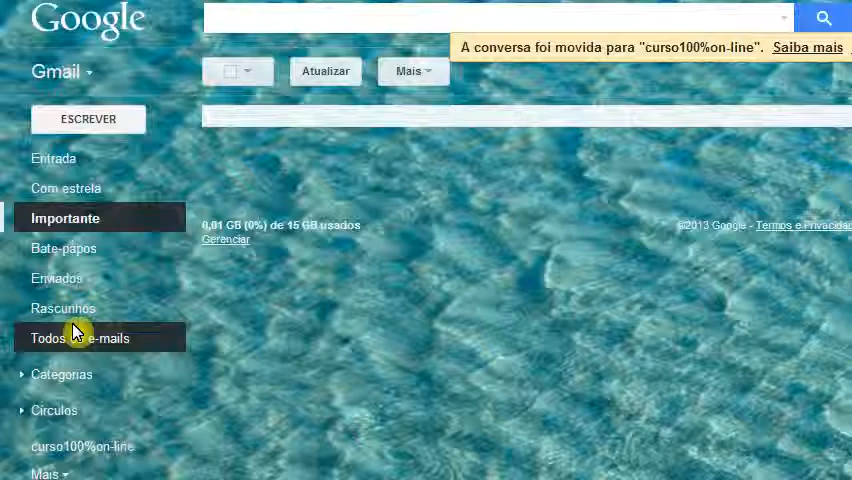 Google
A conversa foi movida para "curso100%on-line". Saiba mais
Gmail
Atualizar
Mais
ESCREVER
Entrada
Com estrela
Importante
0,01 GB (0%) de 15 GB usados
©2013 Google - Termos e Privacidad
Gerenciar
Bate-papos
Enviados
Rascunhos
Todos e-mails
Categorias
Círculos
curso100%on-line
Mais